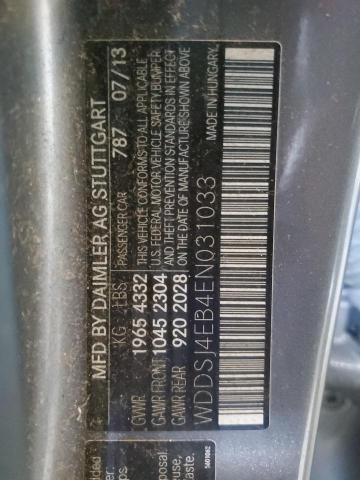 MFD BY DAIMLER AG STUTTGART
PASSENGER CAR 787 07/13
KG LBS
GVWR 1965 4332
GAWR FRONT 1045 2304
GAWR REAR 920 2028
THIS VEHICLE CONFORMS TO ALL APPLICABLE
U.S. FEDERAL MOTOR VEHICLE SAFETY, BUMPER,
AND THEFT PREVENTION STANDARDS IN EFFECT
ON THE DATE OF MANUFACTURE SHOWN ABOVE
WDDSJ4EB4EN031033
MADE IN HUNGARY
5601062